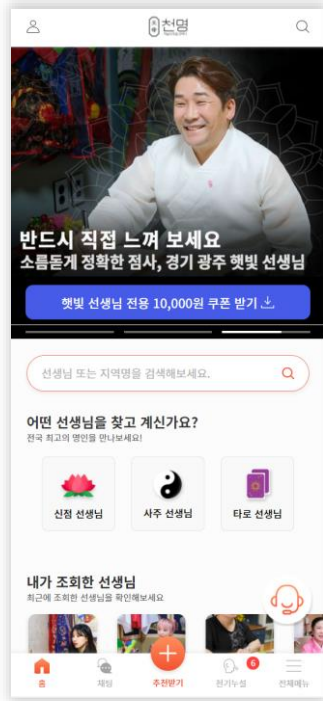 천명
반드시 직접 느껴 보세요
소름돋게 정확한 점사, 경기 광주 햇빛 선생님
햇빛 선생님 전용 10,000원 쿠폰 받기
선생님 또는 지역명을 검색해보세요.
어떤 선생님을 찾고 계신가요?
전국 최고의 명인을 만나보세요!
신점 선생님
사주 선생님
타로 선생님
내가 조회한 선생님
최근에 조회한 선생님을 확인해보세요
6
홈
채팅
추천받기
천기누설
전체메뉴